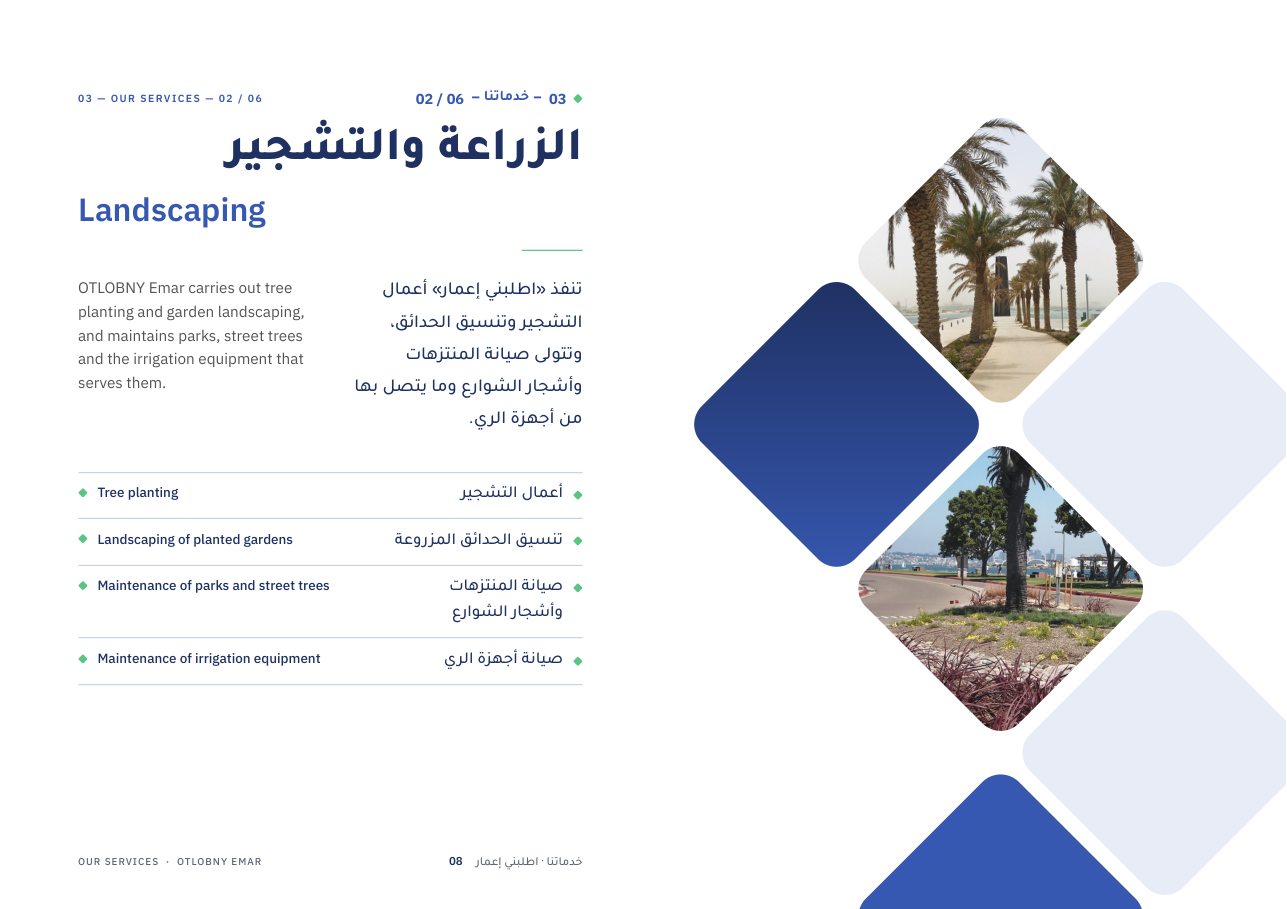 03 — OUR SERVICES — 02 / 06
03 – خدماتنا – 02 / 06
الزراعة والتشجير
Landscaping
OTLOBNY Emar carries out tree
planting and garden landscaping,
and maintains parks, street trees
and the irrigation equipment that
serves them.
تنفذ «اطلبني إعمار» أعمال
التشجير وتنسيق الحدائق،
وتتولى صيانة المنتزهات
وأشجار الشوارع وما يتصل بها
من أجهزة الري.
Tree planting
أعمال التشجير
Landscaping of planted gardens
تنسيق الحدائق المزروعة
Maintenance of parks and street trees
صيانة المنتزهات
وأشجار الشوارع
Maintenance of irrigation equipment
صيانة أجهزة الري
OUR SERVICES · OTLOBNY EMAR
خدماتنا · اطلبني إعمار 08